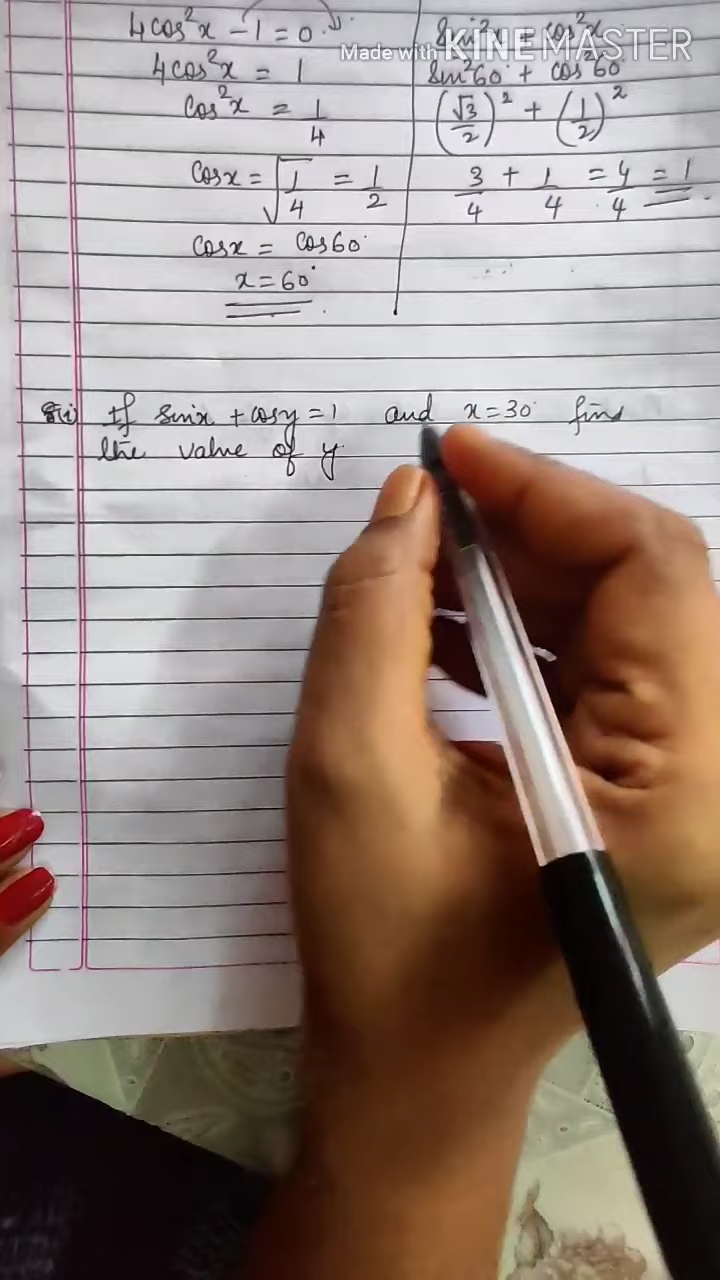 4cos²x - 1 = 0
4cos²x = 1
cos²x = 1/4
cosx = √1/4 = 1/2
cosx = cos60°
x = 60°
sin²x + cos²x
sin²60° + cos²60°
(√3/2)² + (1/2)²
3/4 + 1/4 = 4/4 = 1
Made with KINEMASTER
If sinx + cosy = 1 and x = 30° find
the value of y